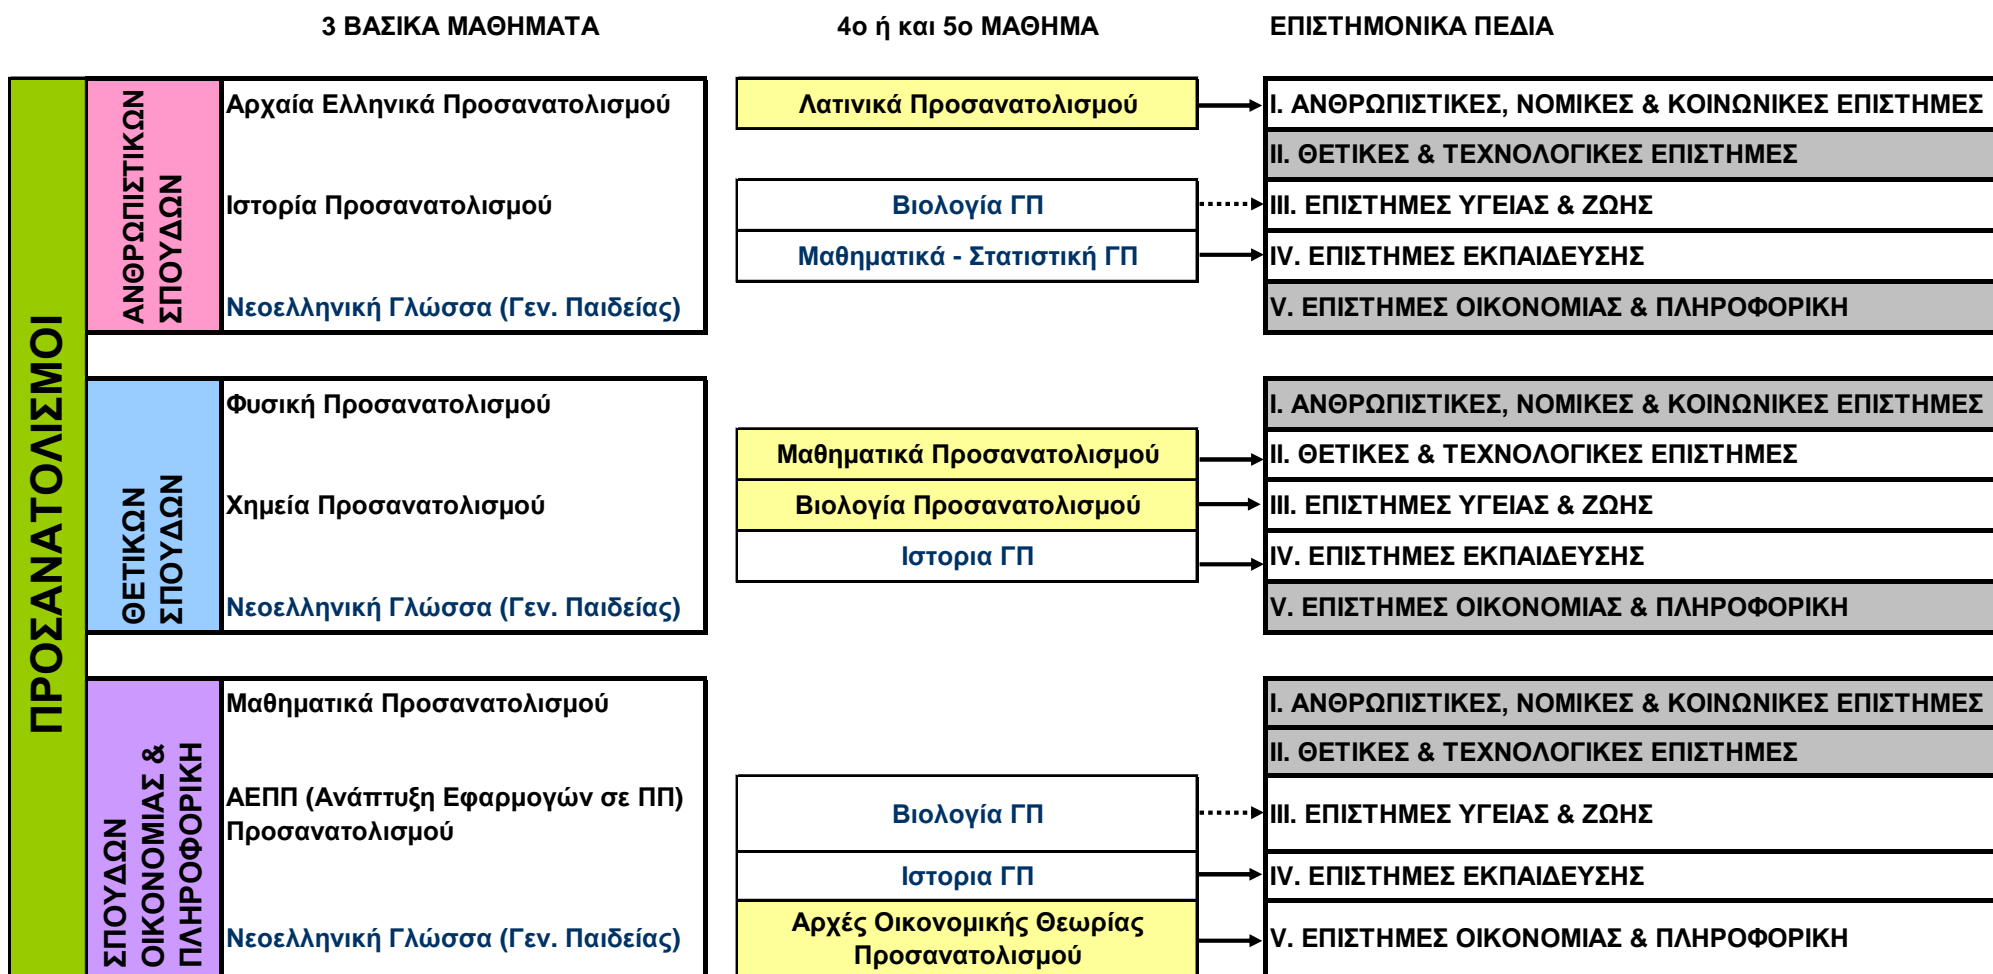 3 ΒΑΣΙΚΑ ΜΑΘΗΜΑΤΑ
4ο ή και 5ο ΜΑΘΗΜΑ
ΕΠΙΣΤΗΜΟΝΙΚΑ ΠΕΔΙΑ
ΠΡΟΣΑΝΑΤΟΛΙΣΜΟΙ
ΑΝΘΡΩΠΙΣΤΙΚΩΝ
ΣΠΟΥΔΩΝ
Αρχαία Ελληνικά Προσανατολισμού
Ιστορία Προσανατολισμού
Νεοελληνική Γλώσσα (Γεν. Παιδείας)
Λατινικά Προσανατολισμού
Βιολογία ΓΠ
Μαθηματικά - Στατιστική ΓΠ
I. ΑΝΘΡΩΠΙΣΤΙΚΕΣ, ΝΟΜΙΚΕΣ & ΚΟΙΝΩΝΙΚΕΣ ΕΠΙΣΤΗΜΕΣ
II. ΘΕΤΙΚΕΣ & ΤΕΧΝΟΛΟΓΙΚΕΣ ΕΠΙΣΤΗΜΕΣ
III. ΕΠΙΣΤΗΜΕΣ ΥΓΕΙΑΣ & ΖΩΗΣ
IV. ΕΠΙΣΤΗΜΕΣ ΕΚΠΑΙΔΕΥΣΗΣ
V. ΕΠΙΣΤΗΜΕΣ ΟΙΚΟΝΟΜΙΑΣ & ΠΛΗΡΟΦΟΡΙΚΗ
ΘΕΤΙΚΩΝ
ΣΠΟΥΔΩΝ
Φυσική Προσανατολισμού
Χημεία Προσανατολισμού
Νεοελληνική Γλώσσα (Γεν. Παιδείας)
Μαθηματικά Προσανατολισμού
Βιολογία Προσανατολισμού
Ιστορια ΓΠ
I. ΑΝΘΡΩΠΙΣΤΙΚΕΣ, ΝΟΜΙΚΕΣ & ΚΟΙΝΩΝΙΚΕΣ ΕΠΙΣΤΗΜΕΣ
II. ΘΕΤΙΚΕΣ & ΤΕΧΝΟΛΟΓΙΚΕΣ ΕΠΙΣΤΗΜΕΣ
III. ΕΠΙΣΤΗΜΕΣ ΥΓΕΙΑΣ & ΖΩΗΣ
IV. ΕΠΙΣΤΗΜΕΣ ΕΚΠΑΙΔΕΥΣΗΣ
V. ΕΠΙΣΤΗΜΕΣ ΟΙΚΟΝΟΜΙΑΣ & ΠΛΗΡΟΦΟΡΙΚΗ
ΣΠΟΥΔΩΝ
ΟΙΚΟΝΟΜΙΑΣ &
ΠΛΗΡΟΦΟΡΙΚΗ
Μαθηματικά Προσανατολισμού
ΑΕΠΠ (Ανάπτυξη Εφαρμογών σε ΠΠ)
Προσανατολισμού
Νεοελληνική Γλώσσα (Γεν. Παιδείας)
Βιολογία ΓΠ
Ιστορια ΓΠ
Αρχές Οικονομικής Θεωρίας
Προσανατολισμού
I. ΑΝΘΡΩΠΙΣΤΙΚΕΣ, ΝΟΜΙΚΕΣ & ΚΟΙΝΩΝΙΚΕΣ ΕΠΙΣΤΗΜΕΣ
II. ΘΕΤΙΚΕΣ & ΤΕΧΝΟΛΟΓΙΚΕΣ ΕΠΙΣΤΗΜΕΣ
III. ΕΠΙΣΤΗΜΕΣ ΥΓΕΙΑΣ & ΖΩΗΣ
IV. ΕΠΙΣΤΗΜΕΣ ΕΚΠΑΙΔΕΥΣΗΣ
V. ΕΠΙΣΤΗΜΕΣ ΟΙΚΟΝΟΜΙΑΣ & ΠΛΗΡΟΦΟΡΙΚΗ